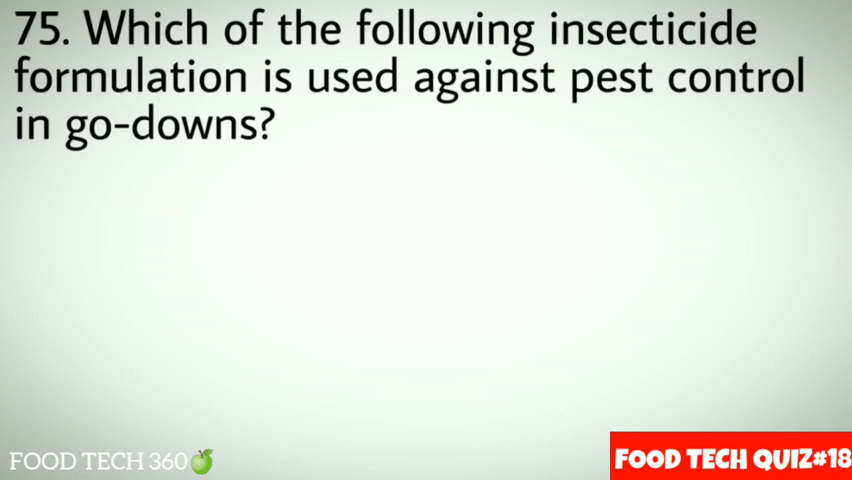 75. Which of the following insecticide
formulation is used against pest control
in go-downs?
FOOD TECH 360
FOOD TECH QUIZ#18